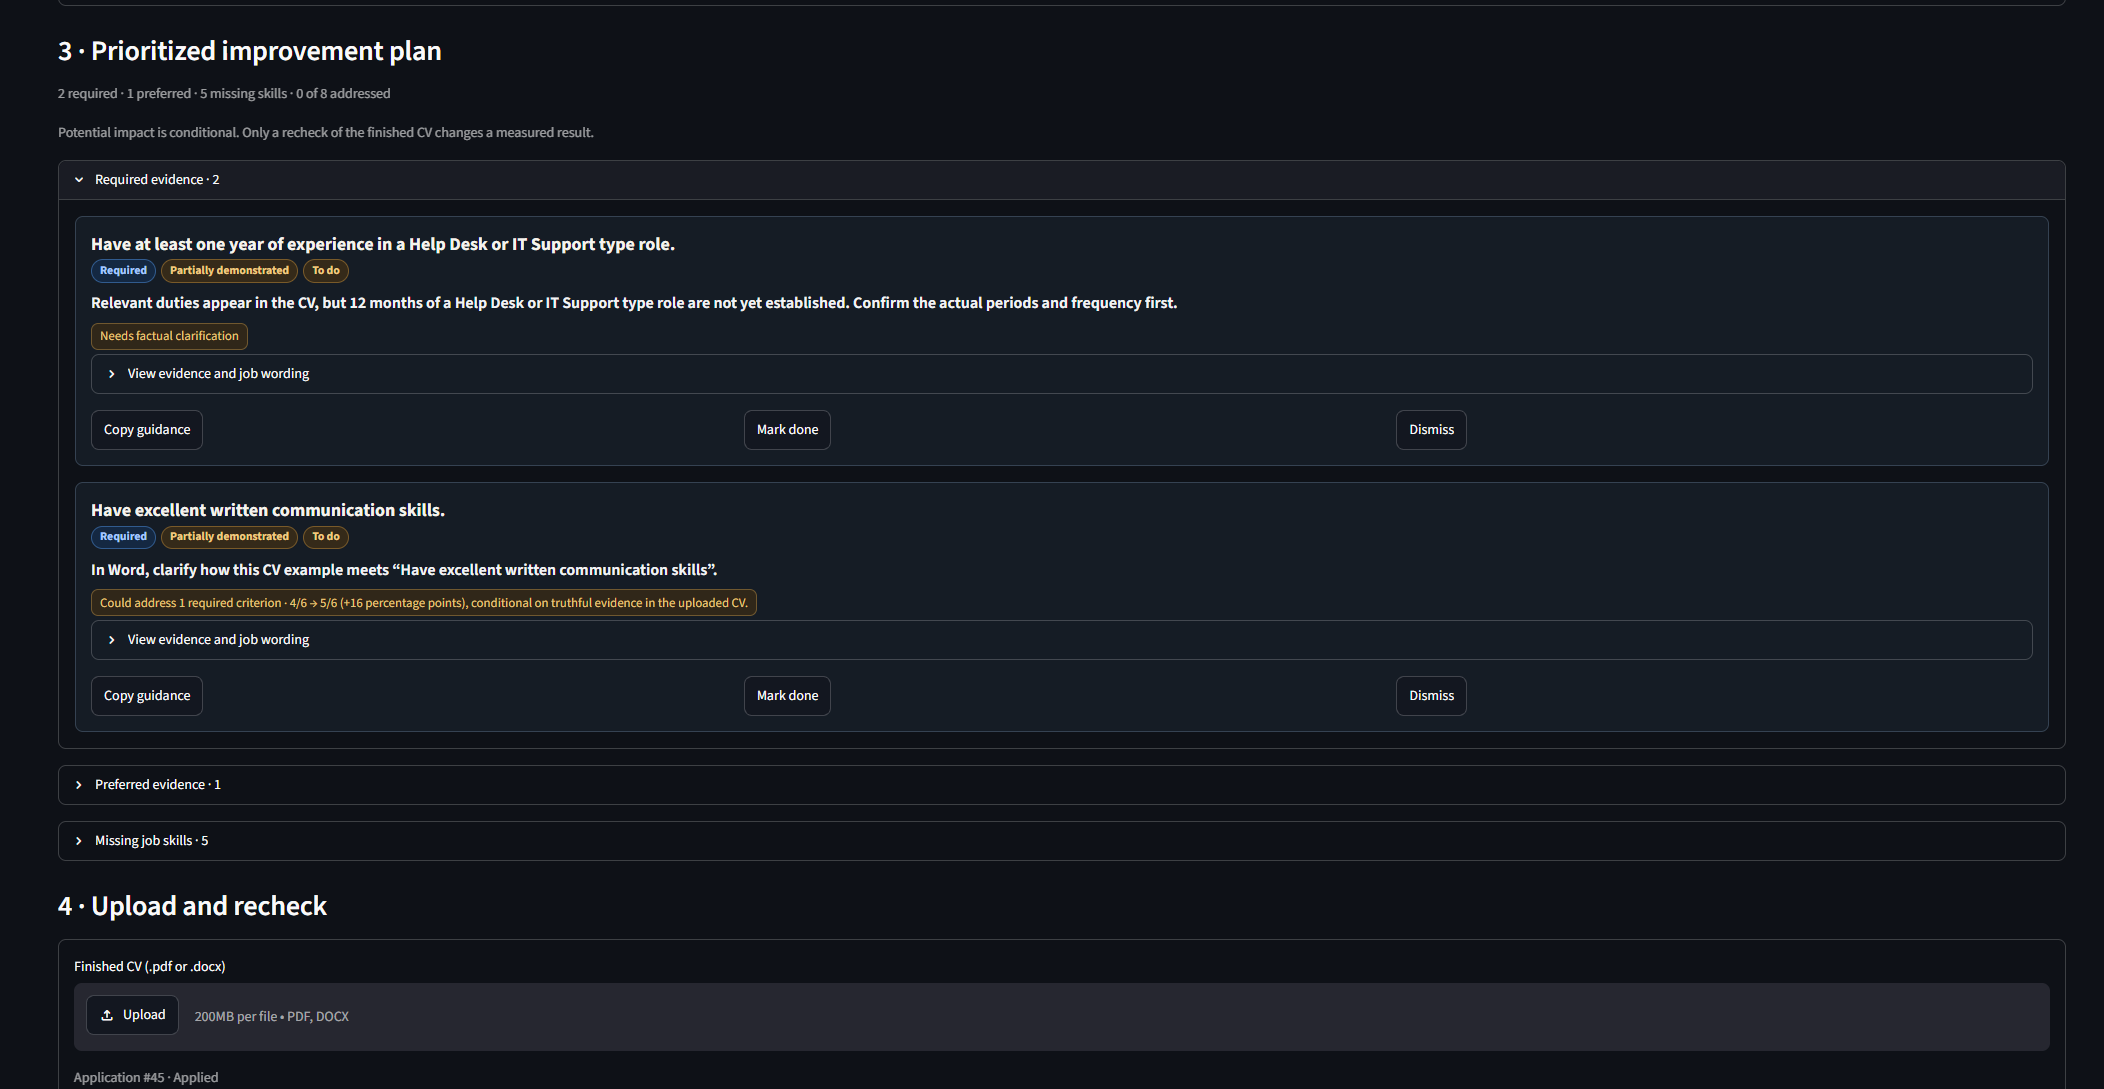 3 · Prioritized improvement plan
2 required · 1 preferred · 5 missing skills · 0 of 8 addressed
Potential impact is conditional. Only a recheck of the finished CV changes a measured result.
Required evidence · 2
Have at least one year of experience in a Help Desk or IT Support type role.
Required Partially demonstrated To do
Relevant duties appear in the CV, but 12 months of a Help Desk or IT Support type role are not yet established. Confirm the actual periods and frequency first.
Needs factual clarification
View evidence and job wording
Copy guidance Mark done Dismiss
Have excellent written communication skills.
Required Partially demonstrated To do
In Word, clarify how this CV example meets “Have excellent written communication skills”.
Could address 1 required criterion · 4/6 → 5/6 (+16 percentage points), conditional on truthful evidence in the uploaded CV.
View evidence and job wording
Copy guidance Mark done Dismiss
Preferred evidence · 1
Missing job skills · 5
4 · Upload and recheck
Finished CV (.pdf or .docx)
Upload 200MB per file • PDF, DOCX
Application #45 · Applied